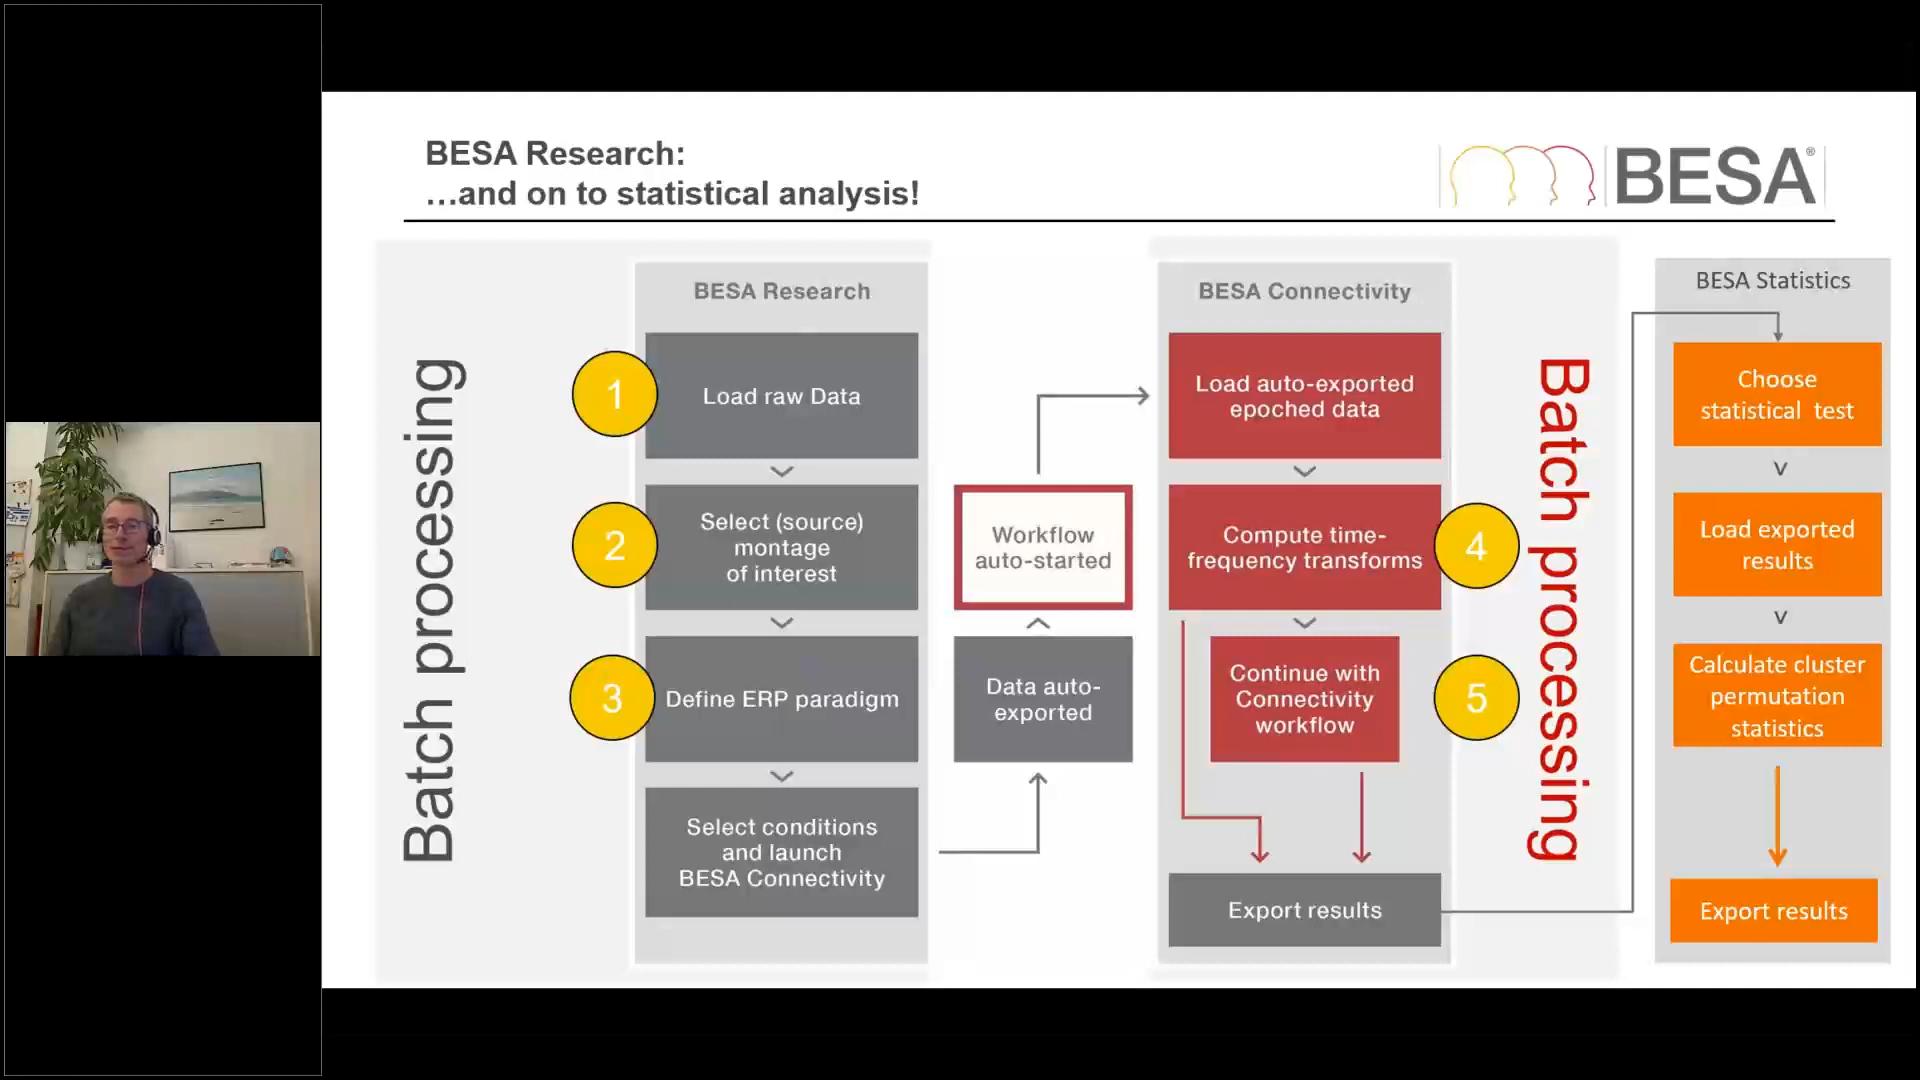 BESA Research:
...and on to statistical analysis!
BESA®
Batch processing
BESA Research
1
Load raw Data
2
Select (source)
montage
of interest
3
Define ERP paradigm
Select conditions
and launch
BESA Connectivity
Workflow
auto-started
Data auto-
exported
BESA Connectivity
Load auto-exported
epoched data
Compute time-
frequency transforms
4
Continue with
Connectivity
workflow
5
Export results
Batch processing
BESA Statistics
Choose
statistical test
Load exported
results
Calculate cluster
permutation
statistics
Export results